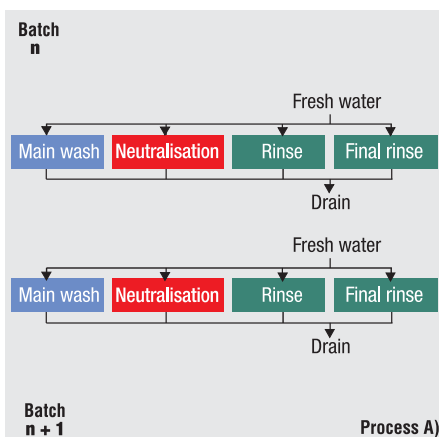 Batch
n
Fresh water
Main wash Neutralisation Rinse Final rinse
Drain
Fresh water
Main wash Neutralisation Rinse Final rinse
Drain
Batch
n + 1
Process A)